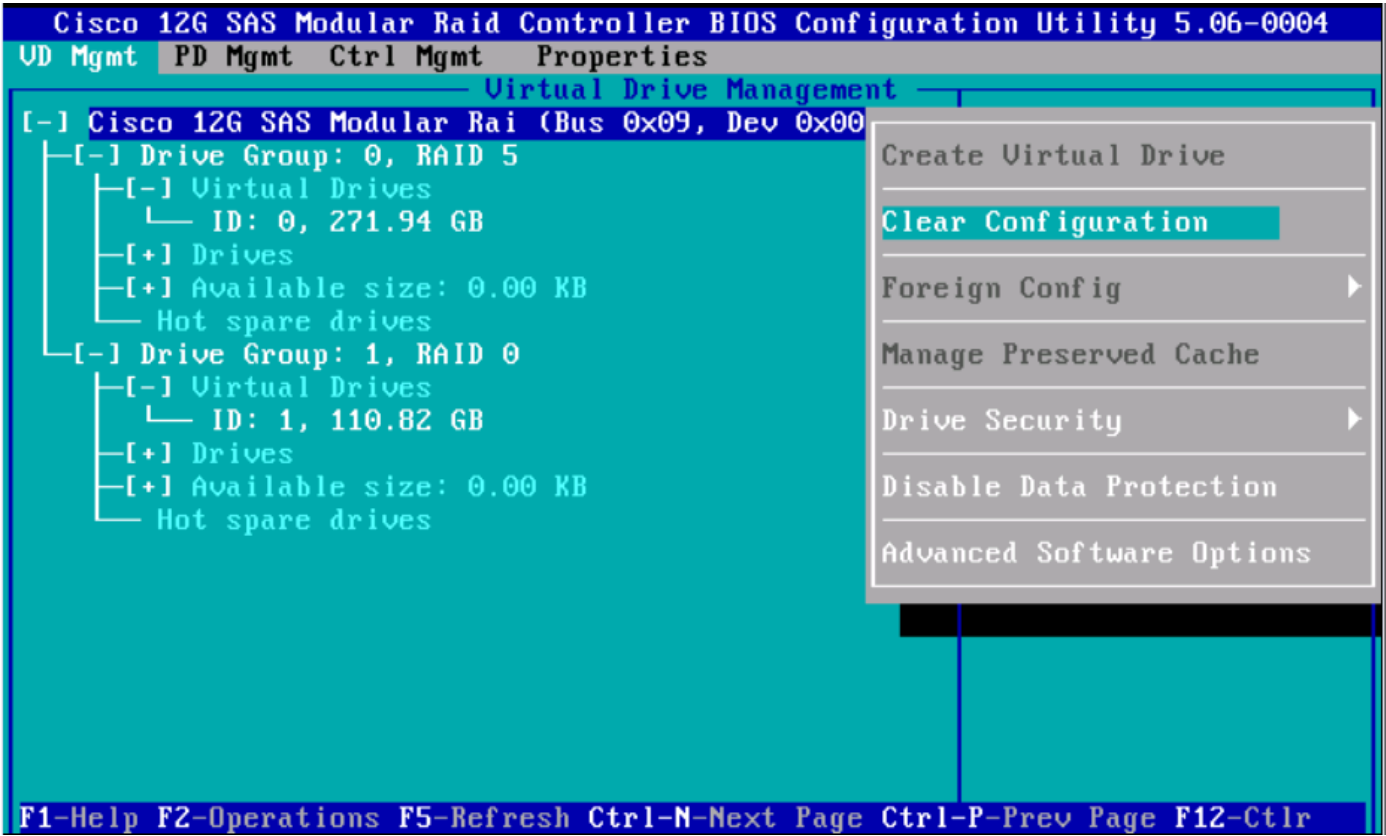 Cisco 12G SAS Modular Raid Controller BIOS Configuration Utility 5.06-0004
VD Mgmt PD Mgmt Ctrl Mgmt Properties
Virtual Drive Management
[-] Cisco 12G SAS Modular Rai (Bus 0x09, Dev 0x00
[-] Drive Group: 0, RAID 5
[-] Virtual Drives
ID: 0, 271.94 GB
[+] Drives
[+] Available size: 0.00 KB
Hot spare drives
[-] Drive Group: 1, RAID 0
[-] Virtual Drives
ID: 1, 110.82 GB
[+] Drives
[+] Available size: 0.00 KB
Hot spare drives
Create Virtual Drive
Clear Configuration
Foreign Config
Manage Preserved Cache
Drive Security
Disable Data Protection
Advanced Software Options
F1-Help F2-Operations F5-Refresh Ctrl-N-Next Page Ctrl-P-Prev Page F12-Ctlr